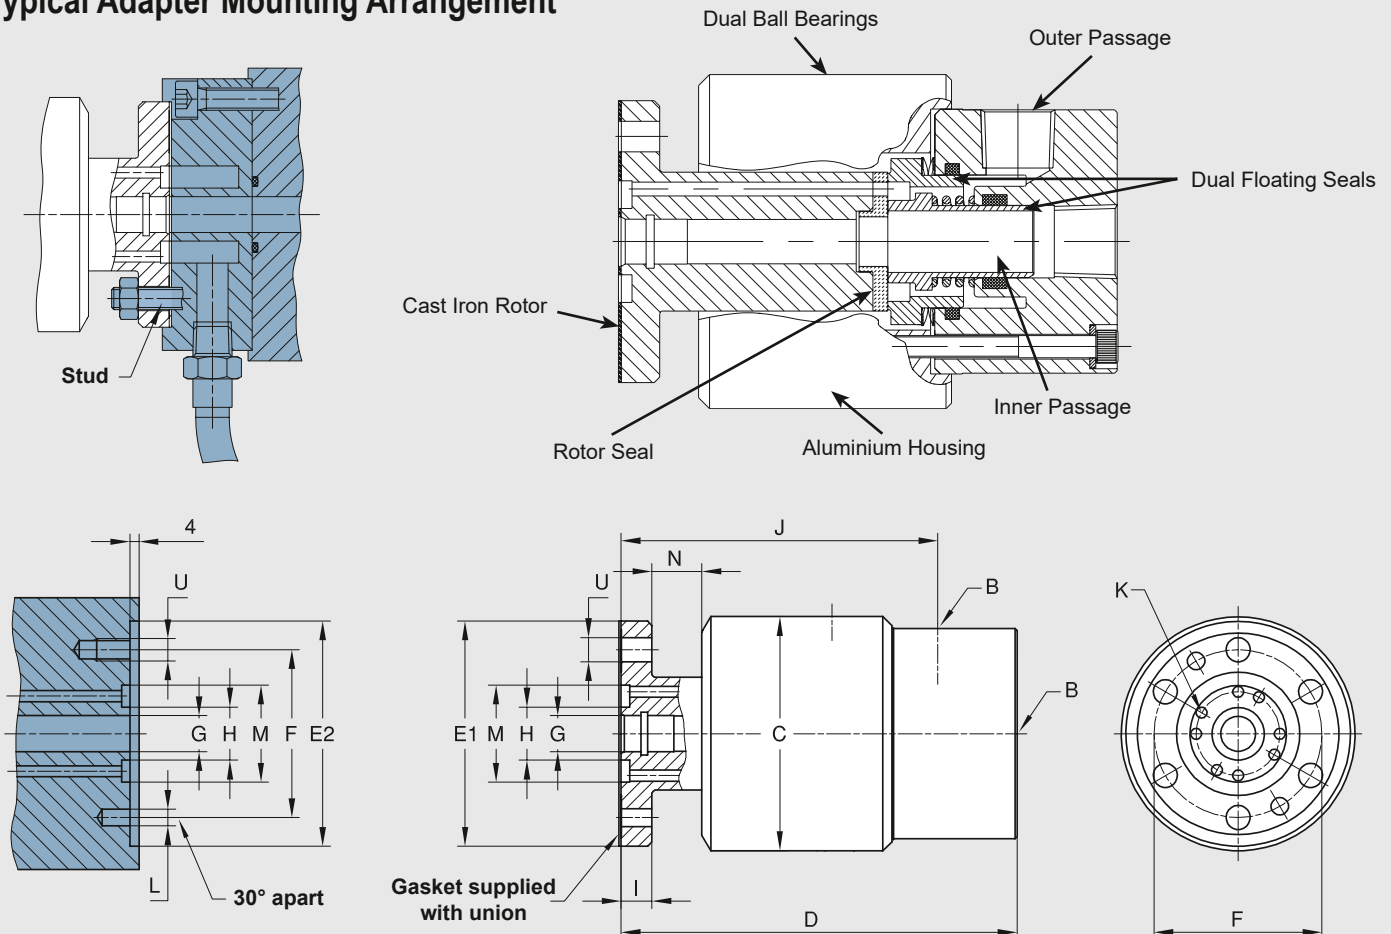 Typical Adapter Mounting Arrangement
Dual Ball Bearings
Outer Passage
Dual Floating Seals
Cast Iron Rotor
Stud
Inner Passage
Rotor Seal
Aluminium Housing
4
U
G H M F E2
L
30° apart
J
N
U
B
B
E1 M H G
C
Gasket supplied
with union
I
D
K
F